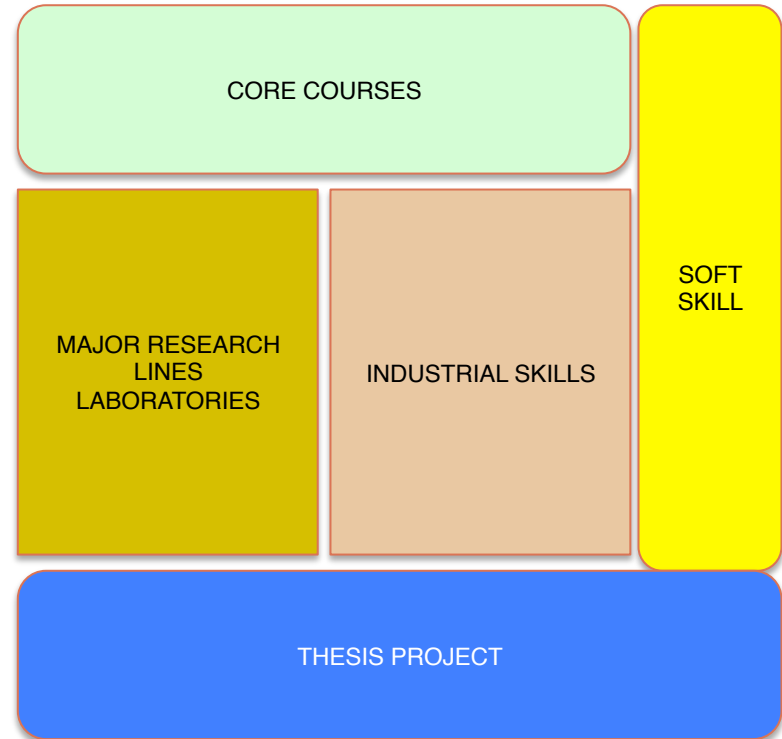 CORE COURSES
SOFT
SKILL
MAJOR RESEARCH
LINES
LABORATORIES
INDUSTRIAL SKILLS
THESIS PROJECT